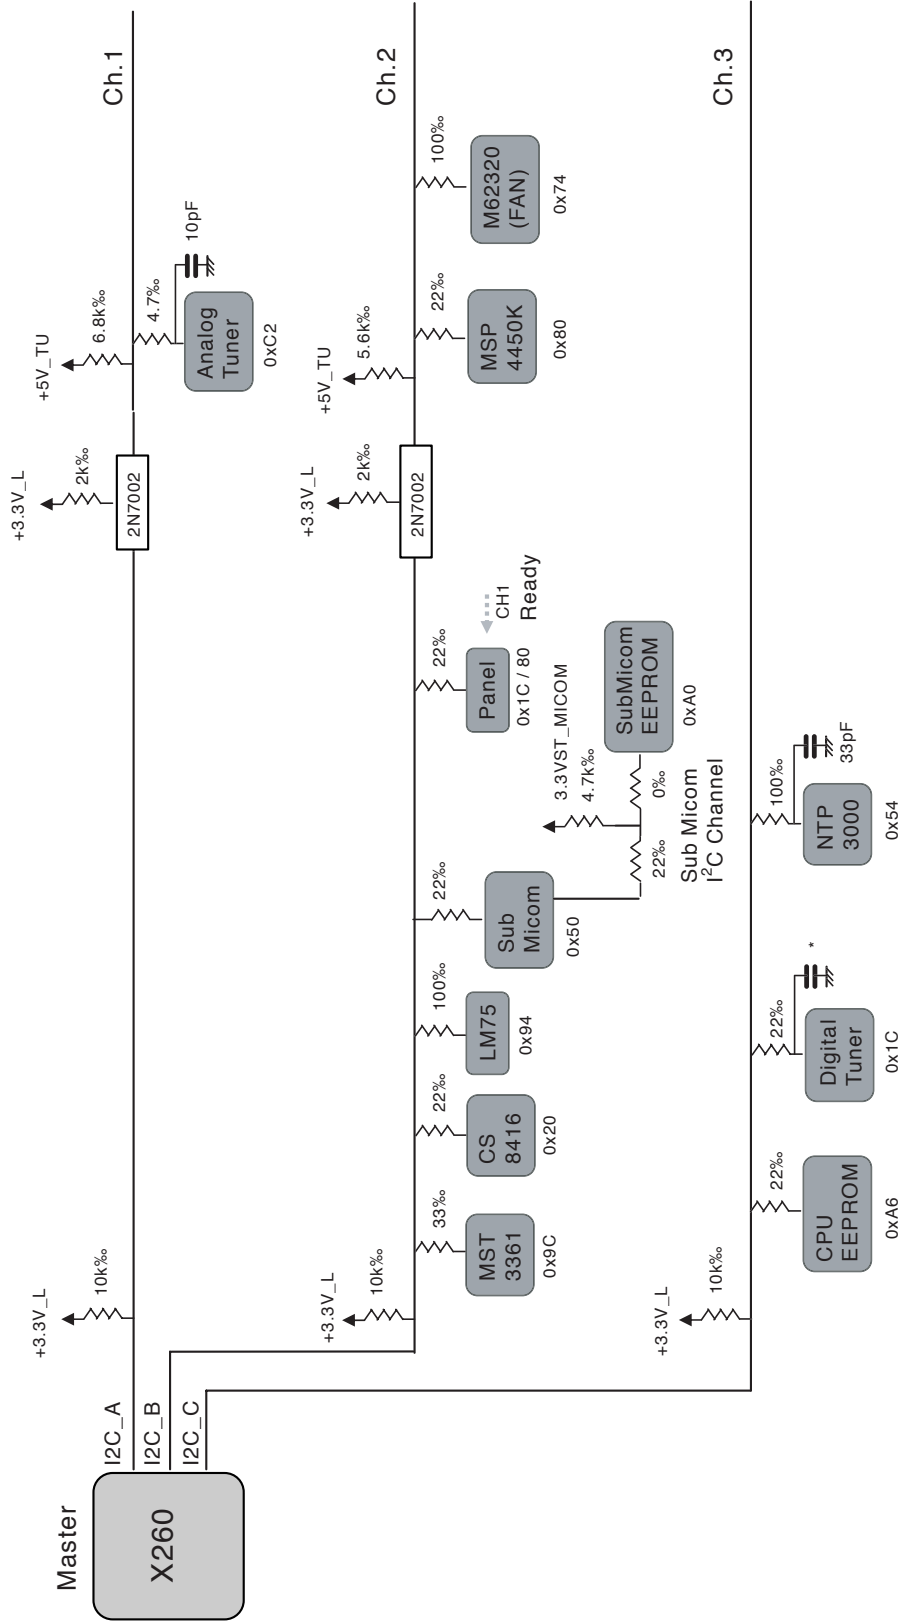 Master
X260
I2C_A
I2C_B
I2C_C
Ch.1
+3.3V_L
10k‰
+3.3V_L
2k‰
2N7002
+5V_TU
6.8k‰
4.7‰
10pF
Analog
Tuner
0xC2
Ch.2
+3.3V_L
10k‰
33‰
MST
3361
0x9C
22‰
CS
8416
0x20
100‰
LM75
0x94
22‰
Sub
Micom
0x50
22‰
Panel
0x1C / 80
CH1
Ready
+3.3V_L
2k‰
2N7002
+5V_TU
5.6k‰
22‰
MSP
4450K
0x80
100‰
M62320
(FAN)
0x74
3.3VST_MICOM
4.7k‰
22‰
0‰
SubMicom
EEPROM
0xA0
Sub Micom
I²C Channel
Ch.3
+3.3V_L
10k‰
22‰
CPU
EEPROM
0xA6
22‰
*
Digital
Tuner
0x1C
100‰
33pF
NTP
3000
0x54